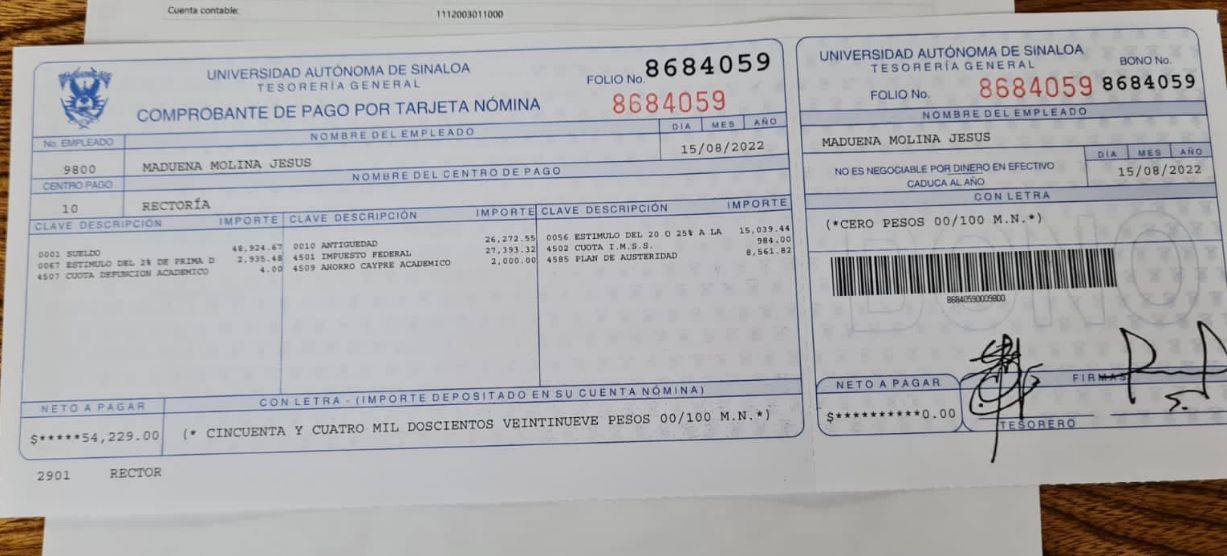 Cuenta contable: 1112003011000
UNIVERSIDAD AUTÓNOMA DE SINALOA
TESORERÍA GENERAL
COMPROBANTE DE PAGO POR TARJETA NÓMINA
FOLIO No. 8684059
8684059
No. EMPLEADO NOMBRE DEL EMPLEADO DIA MES AÑO
9800 MADUENA MOLINA JESUS 15/08/2022
CENTRO PAGO NOMBRE DEL CENTRO DE PAGO
10 RECTORÍA
CLAVE DESCRIPCIÓN IMPORTE CLAVE DESCRIPCIÓN IMPORTE CLAVE DESCRIPCIÓN IMPORTE
0001 SUELDO 48,924.67 0010 ANTIGUEDAD 26,272.55 0056 ESTIMULO DEL 20 O 25% A LA 15,039.44
0067 ESTIMULO DEL 2% DE PRIMA D 2,935.48 4501 IMPUESTO FEDERAL 27,393.32 4502 CUOTA I.M.S.S. 984.00
4507 CUOTA DEFUNCION ACADEMICO 4.00 4509 AHORRO CAYPRE ACADEMICO 2,000.00 4585 PLAN DE AUSTERIDAD 8,561.82
NETO A PAGAR CON LETRA - (IMPORTE DEPOSITADO EN SU CUENTA NÓMINA)
$*****54,229.00 (* CINCUENTA Y CUATRO MIL DOSCIENTOS VEINTINUEVE PESOS 00/100 M.N.*)
2901 RECTOR
UNIVERSIDAD AUTÓNOMA DE SINALOA
TESORERÍA GENERAL BONO No.
FOLIO No. 8684059 8684059
NOMBRE DEL EMPLEADO
MADUENA MOLINA JESUS
DIA MES AÑO
NO ES NEGOCIABLE POR DINERO EN EFECTIVO 15/08/2022
CADUCA AL AÑO
CON LETRA
(*CERO PESOS 00/100 M.N.*)
BONO
86840590009800
NETO A PAGAR FIRMAS
$**********0.00
TESORERO